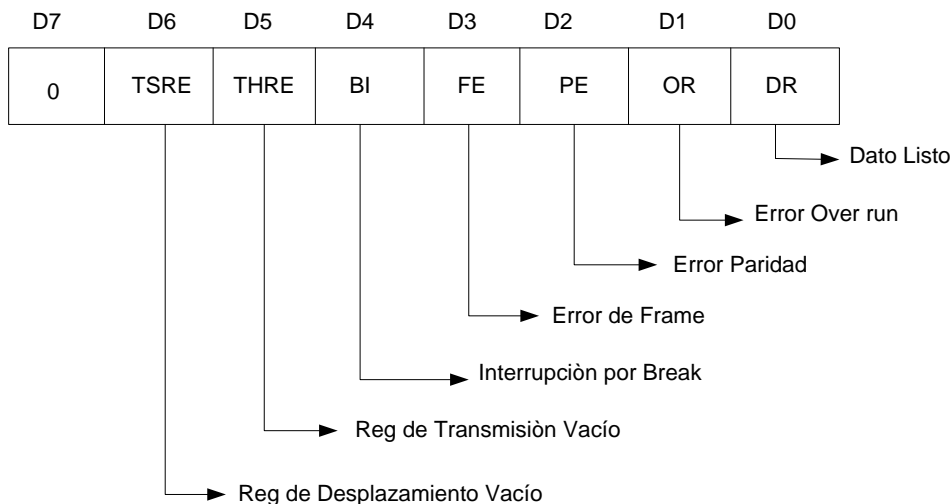 D7 D6 D5 D4 D3 D2 D1 D0
0 TSRE THRE BI FE PE OR DR
Dato Listo
Error Over run
Error Paridad
Error de Frame
Interrupciòn por Break
Reg de Transmisiòn Vacío
Reg de Desplazamiento Vacío